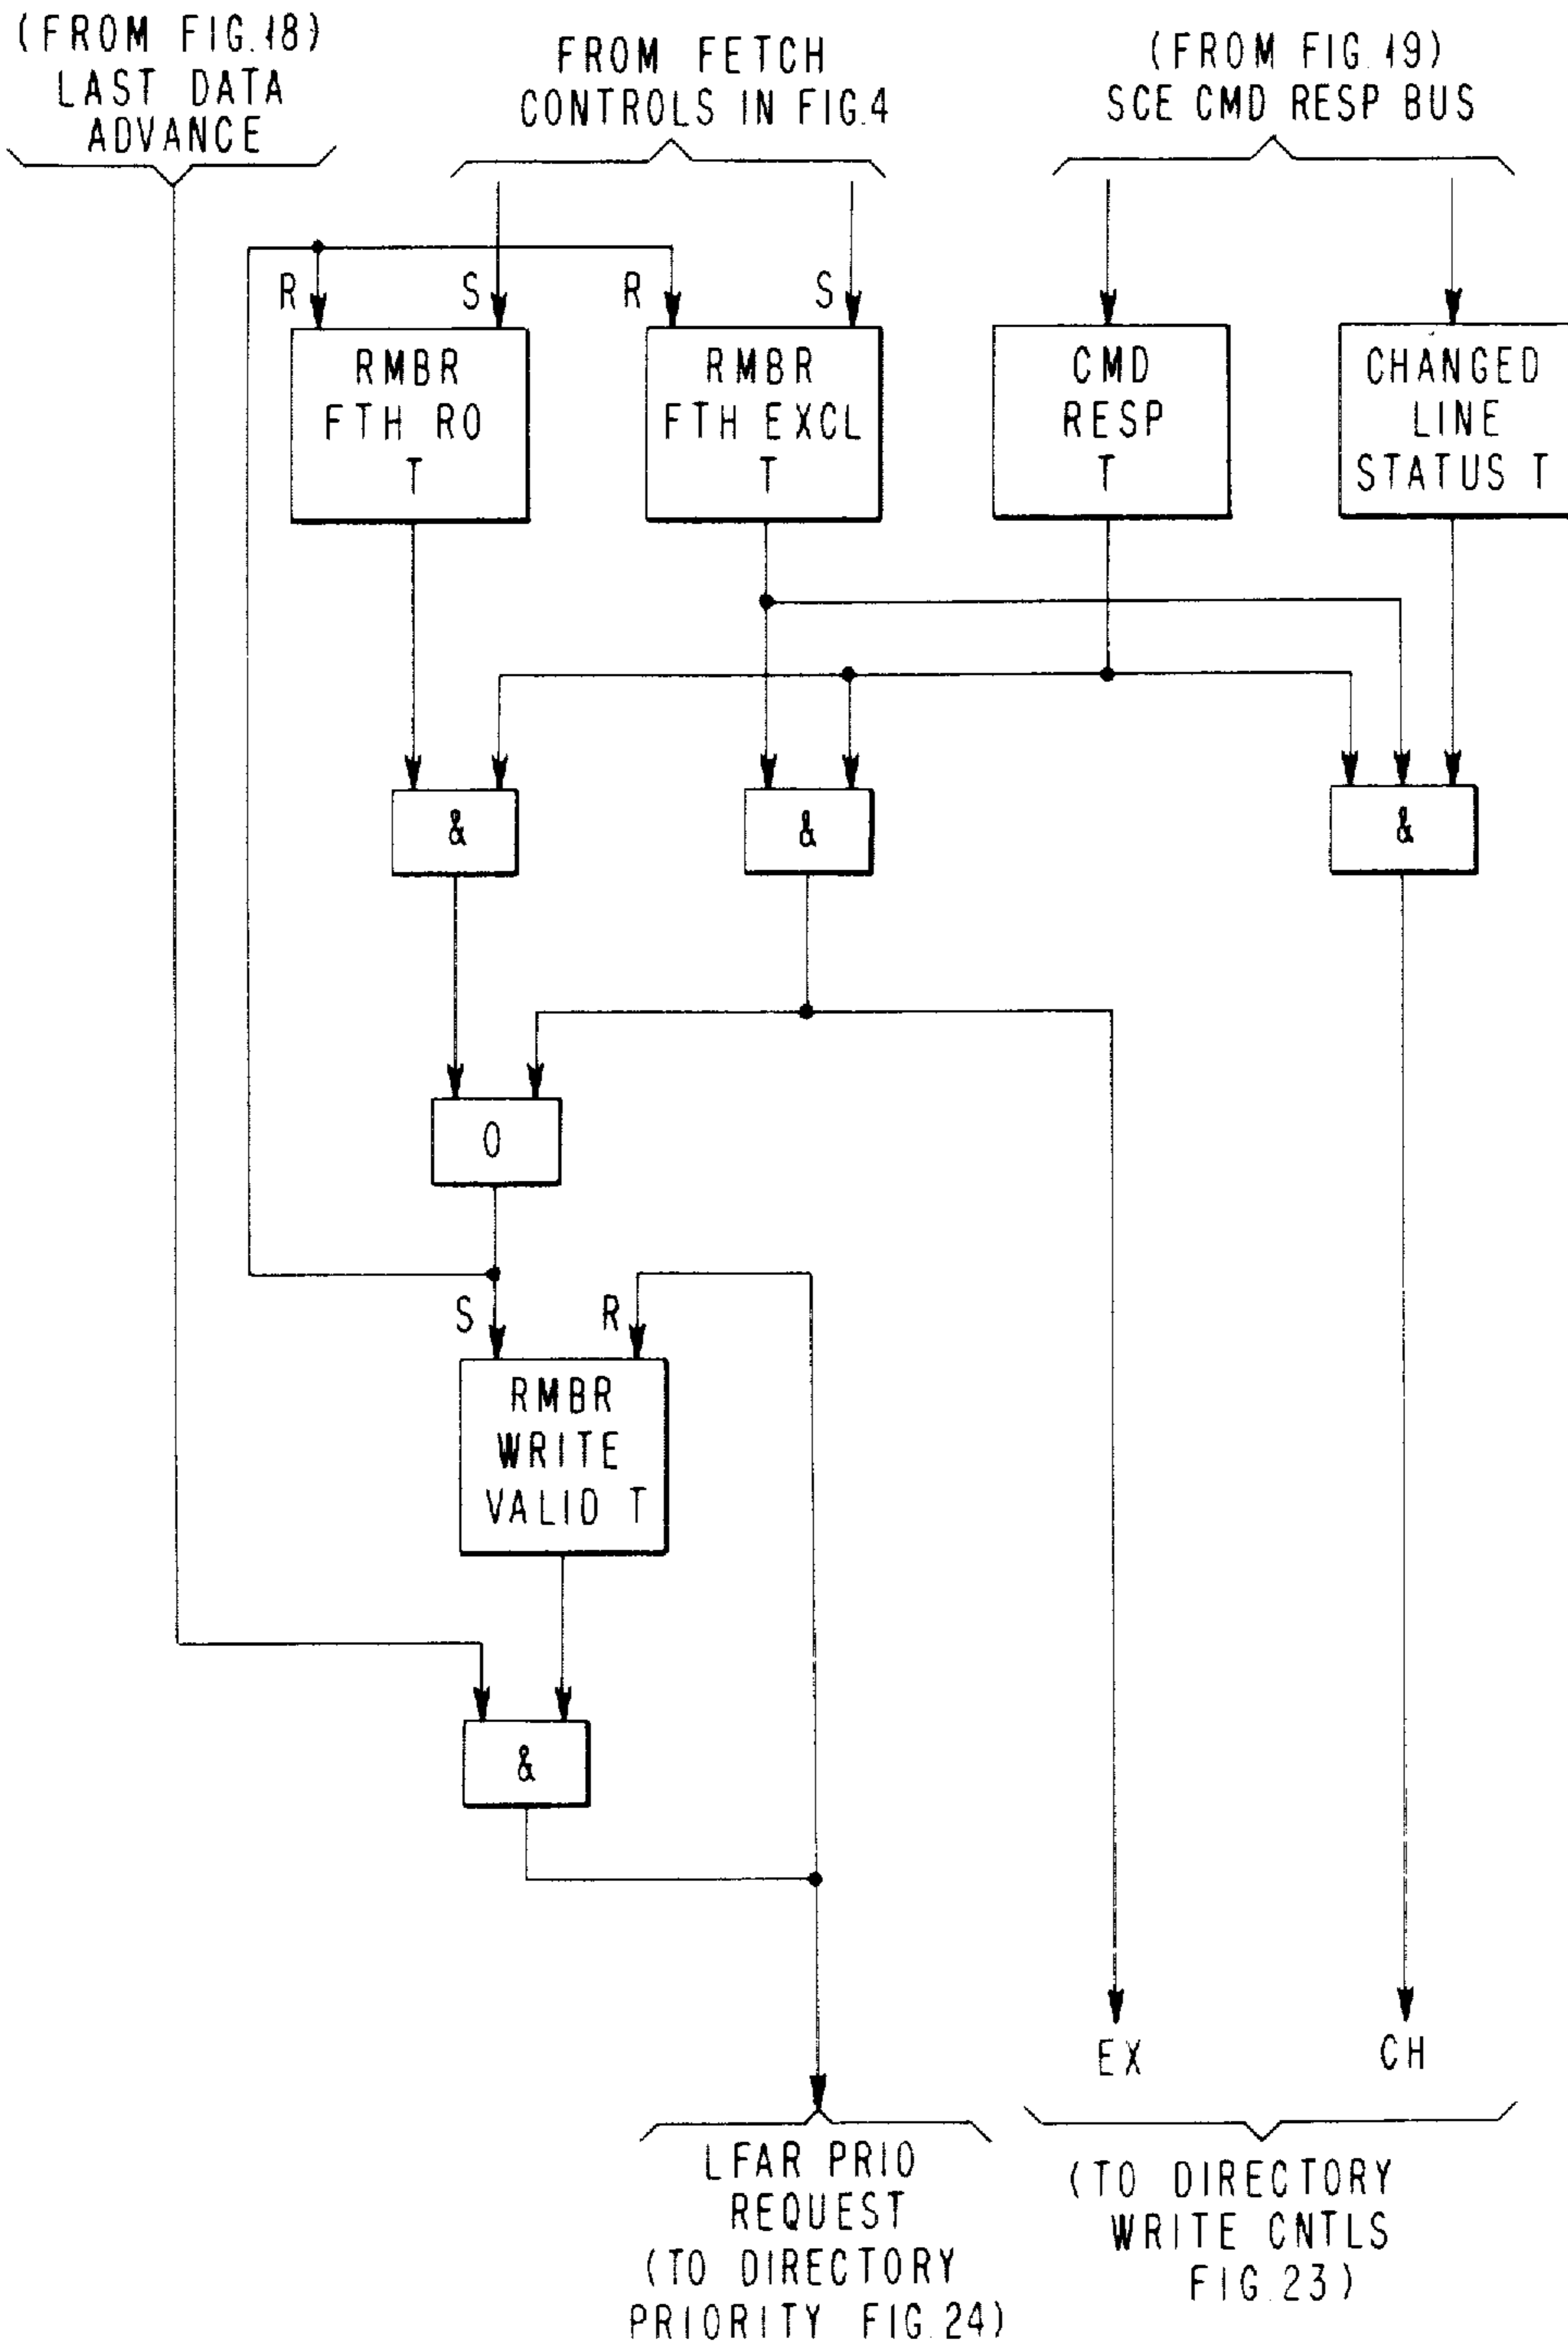 (FROM FIG.18)
LAST DATA
ADVANCE
FROM FETCH
CONTROLS IN FIG.4
(FROM FIG.19)
SCE CMD RESP BUS
R
S
R
S
RMBR
FTH RO
T
RMBR
FTH EXCL
T
CMD
RESP
T
CHANGED
LINE
STATUS T
&
&
&
O
S
R
RMBR
WRITE
VALID T
&
EX
CH
LFAR PRIO
REQUEST
(TO DIRECTORY
PRIORITY FIG.24)
(TO DIRECTORY
WRITE CNTLS
FIG.23)